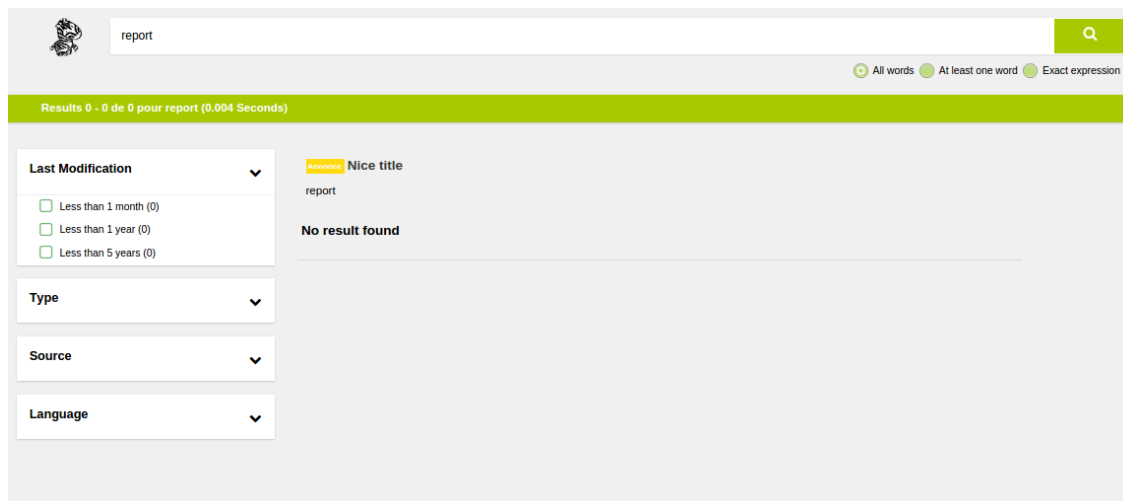 report
All words At least one word Exact expression
Results 0 - 0 de 0 pour report (0.004 Seconds)
Last Modification
Less than 1 month (0)
Less than 1 year (0)
Less than 5 years (0)
Type
Source
Language
Annonce Nice title
report
No result found